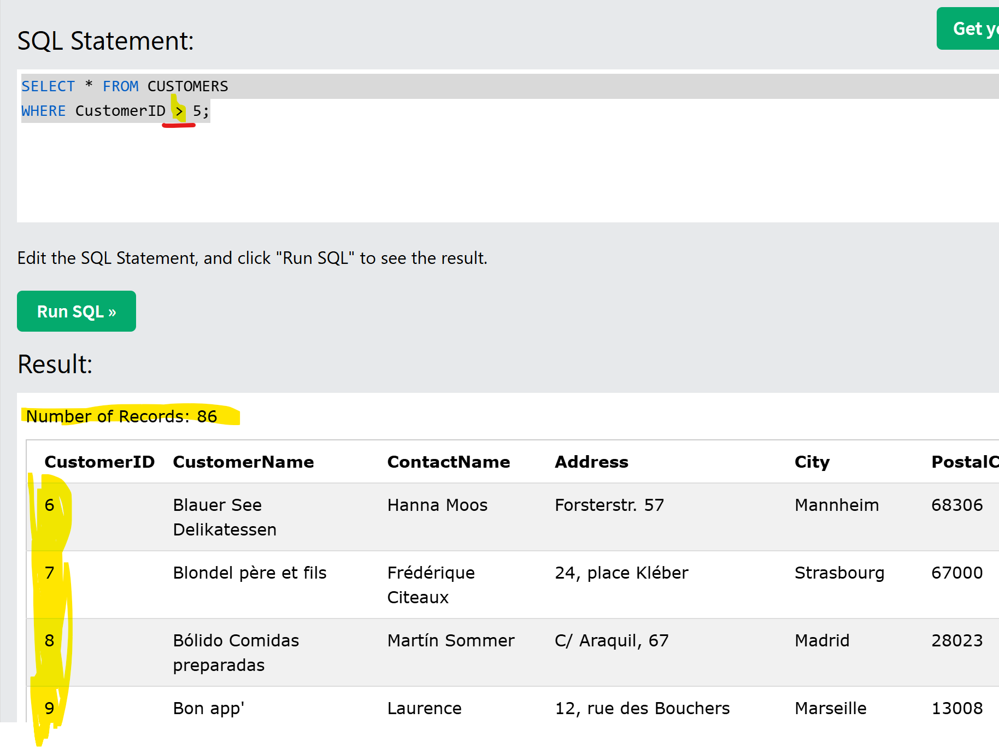 Get y
SQL Statement:
SELECT * FROM CUSTOMERS
WHERE CustomerID > 5;
Edit the SQL Statement, and click "Run SQL" to see the result.
Run SQL »
Result:
Number of Records: 86
CustomerID CustomerName ContactName Address City PostalC
6 Blauer See Delikatessen Hanna Moos Forsterstr. 57 Mannheim 68306
7 Blondel père et fils Frédérique Citeaux 24, place Kléber Strasbourg 67000
8 Bólido Comidas preparadas Martín Sommer C/ Araquil, 67 Madrid 28023
9 Bon app' Laurence 12, rue des Bouchers Marseille 13008